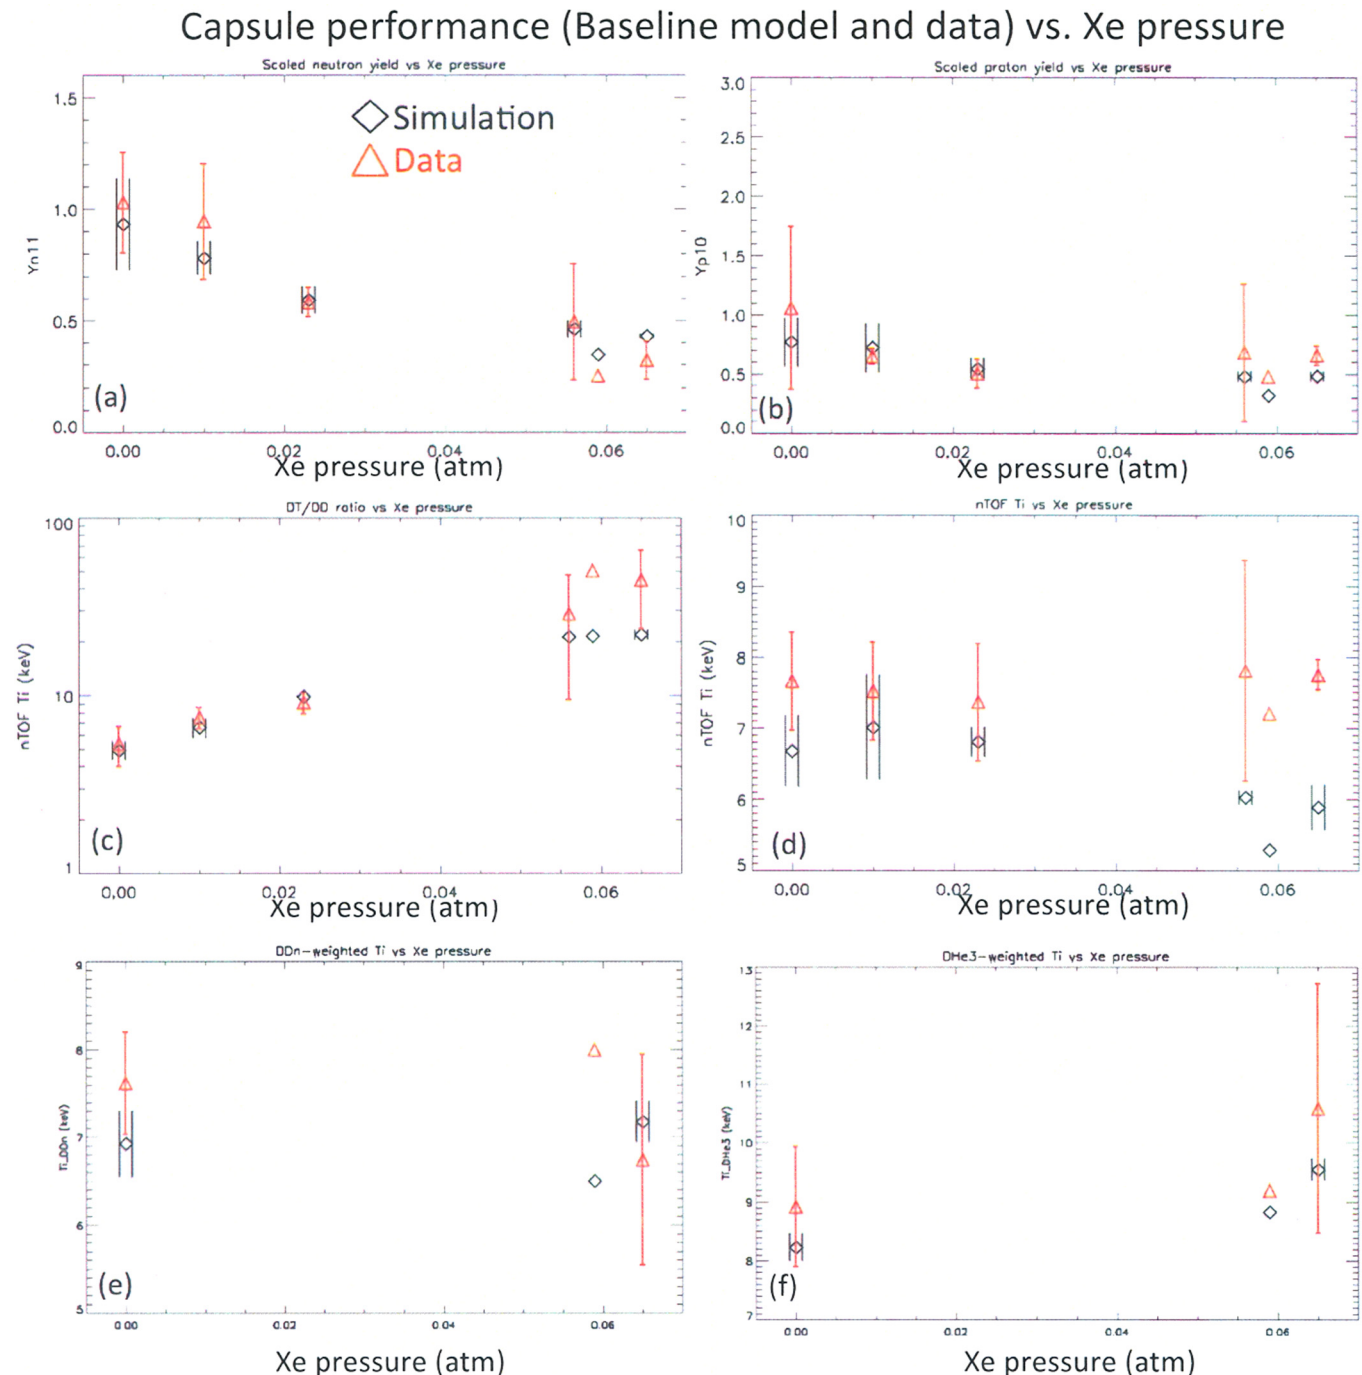 Capsule performance (Baseline model and data) vs. Xe pressure
Scaled neutron yield vs Xe pressure
1.5
1.0
0.5
0.0
Yn11
Simulation
Data
(a)
0.00 0.02 0.04 0.06
Xe pressure (atm)
Scaled proton yield vs Xe pressure
3.0
2.5
2.0
1.5
1.0
0.5
0.0
Yp10
(b)
0.00 0.02 0.04 0.06
Xe pressure (atm)
DT/DD ratio vs Xe pressure
100
10
1
nTOF Ti (keV)
(c)
0.00 0.02 0.04 0.06
Xe pressure (atm)
nTOF Ti vs Xe pressure
10
9
8
7
6
5
nTOF Ti (keV)
(d)
0.00 0.02 0.04 0.06
Xe pressure (atm)
DDn-weighted Ti vs Xe pressure
9
8
7
6
5
Ti_DDn (keV)
(e)
0.00 0.02 0.04 0.06
Xe pressure (atm)
DHe3-weighted Ti vs Xe pressure
13
12
11
10
9
8
7
Ti_DHe3 (keV)
(f)
0.00 0.02 0.04 0.06
Xe pressure (atm)